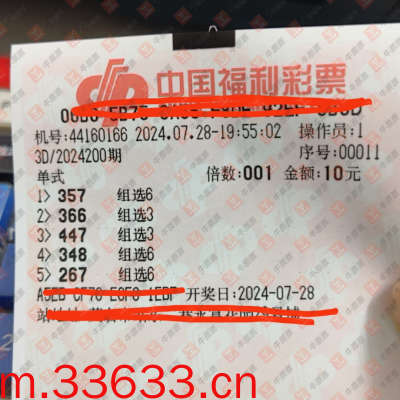 中国福利彩票
机号:44160166 2024.07.28-19:55:02 操作员:1
3D/2024200期 序号:00011
单式 倍数:001 金额:10元
1> 357 组选6
2> 366 组选3
3> 447 组选3
4> 348 组选6
5> 267 组选6
开奖日:2024-07-28
m.33633.cn